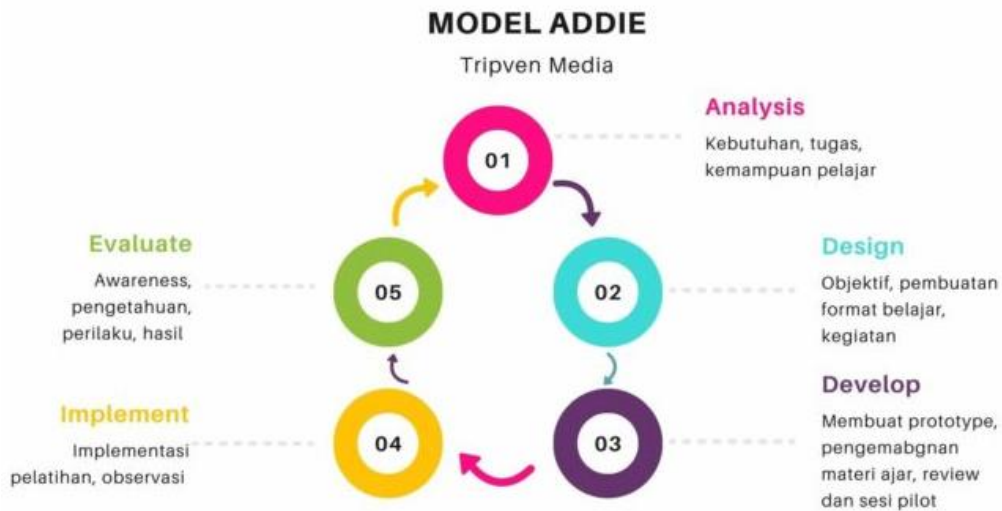 MODEL ADDIE
Tripven Media
01
Analysis
Kebutuhan, tugas,
kemampuan pelajar
02
Design
Objektif, pembuatan
format belajar,
kegiatan
03
Develop
Membuat prototype,
pengemabgnan
materi ajar, review
dan sesi pilot
04
Implement
Implementasi
pelatihan, observasi
05
Evaluate
Awareness,
pengetahuan,
perilaku, hasil